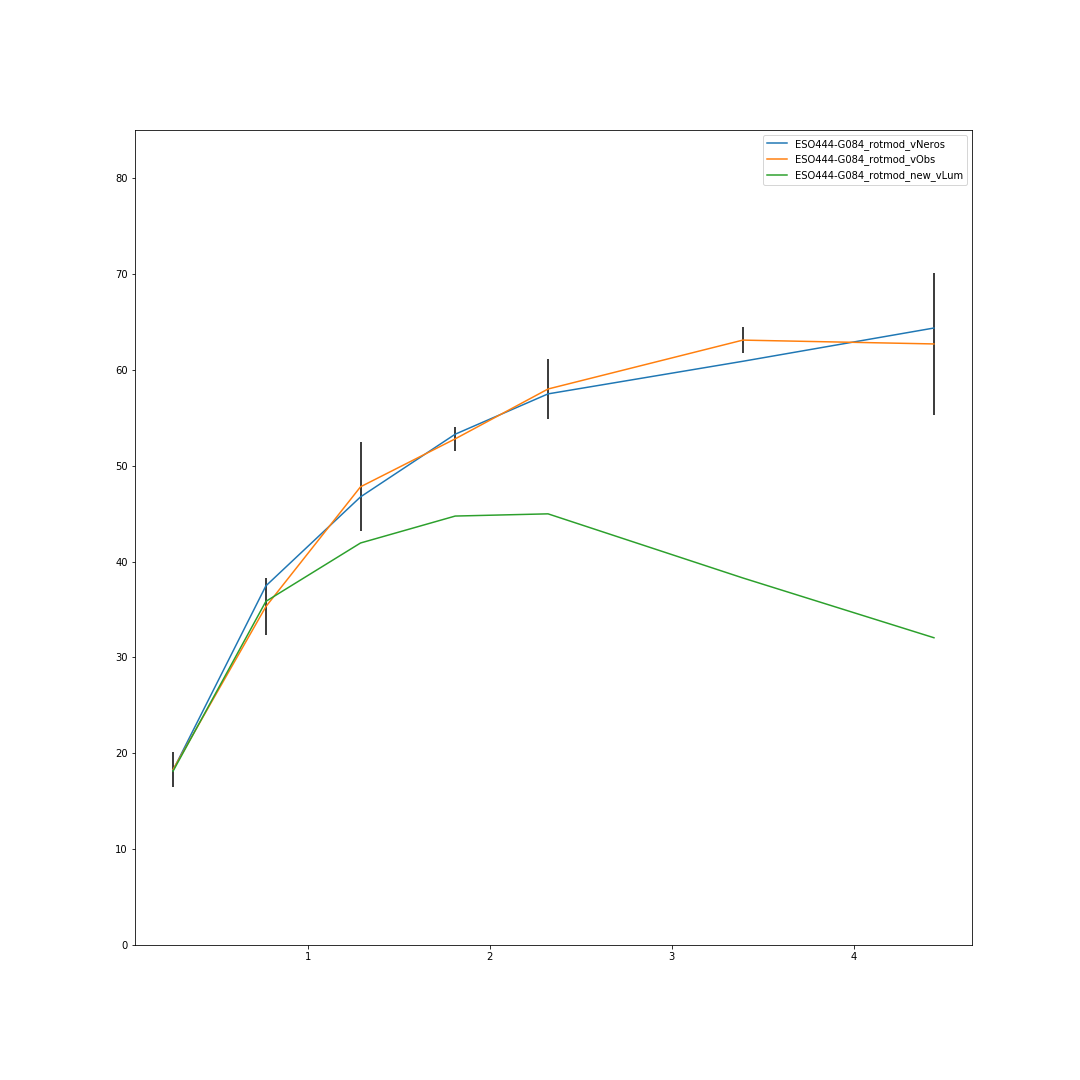 ESO444-G084_rotmod_vNeros
ESO444-G084_rotmod_vObs
ESO444-G084_rotmod_new_vLum
80
70
60
50
40
30
20
10
0
1 2 3 4